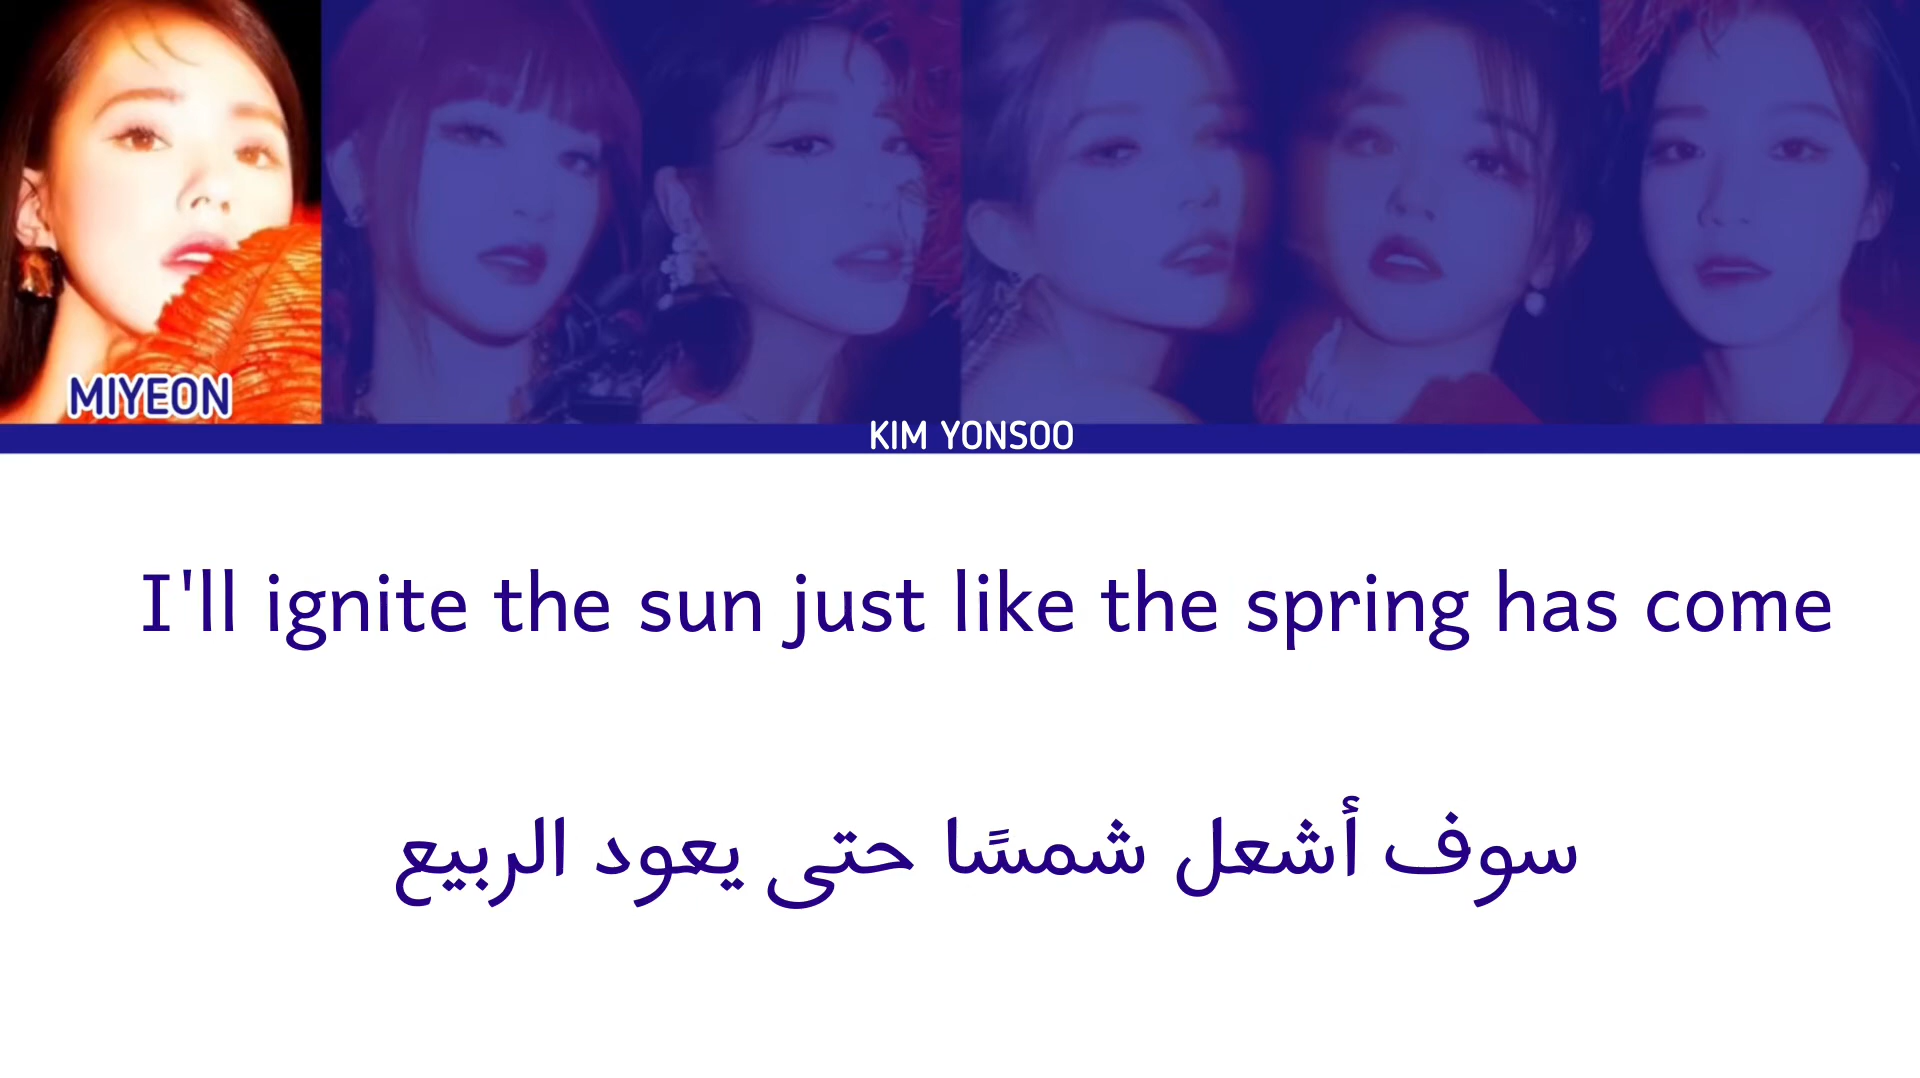 MIYEON
KIM YONSOO
I'll ignite the sun just like the spring has come
سوف أشعل شمسًا حتى يعود الربيع